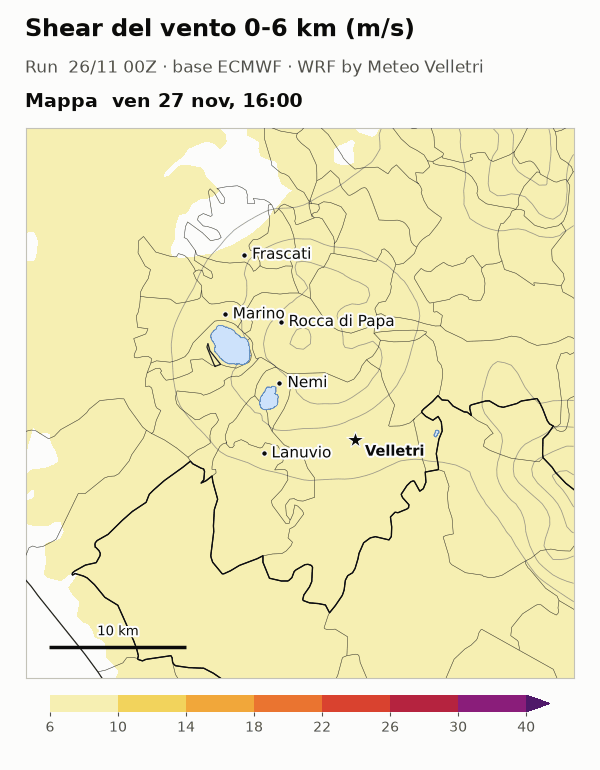 Shear del vento 0-6 km (m/s)
Run  26/11 00Z · base ECMWF · WRF by Meteo Velletri
Mappa  ven 27 nov, 16:00
Frascati
Marino
Rocca di Papa
Nemi
Velletri
Lanuvio
10 km
6 10 14 18 22 26 30 40